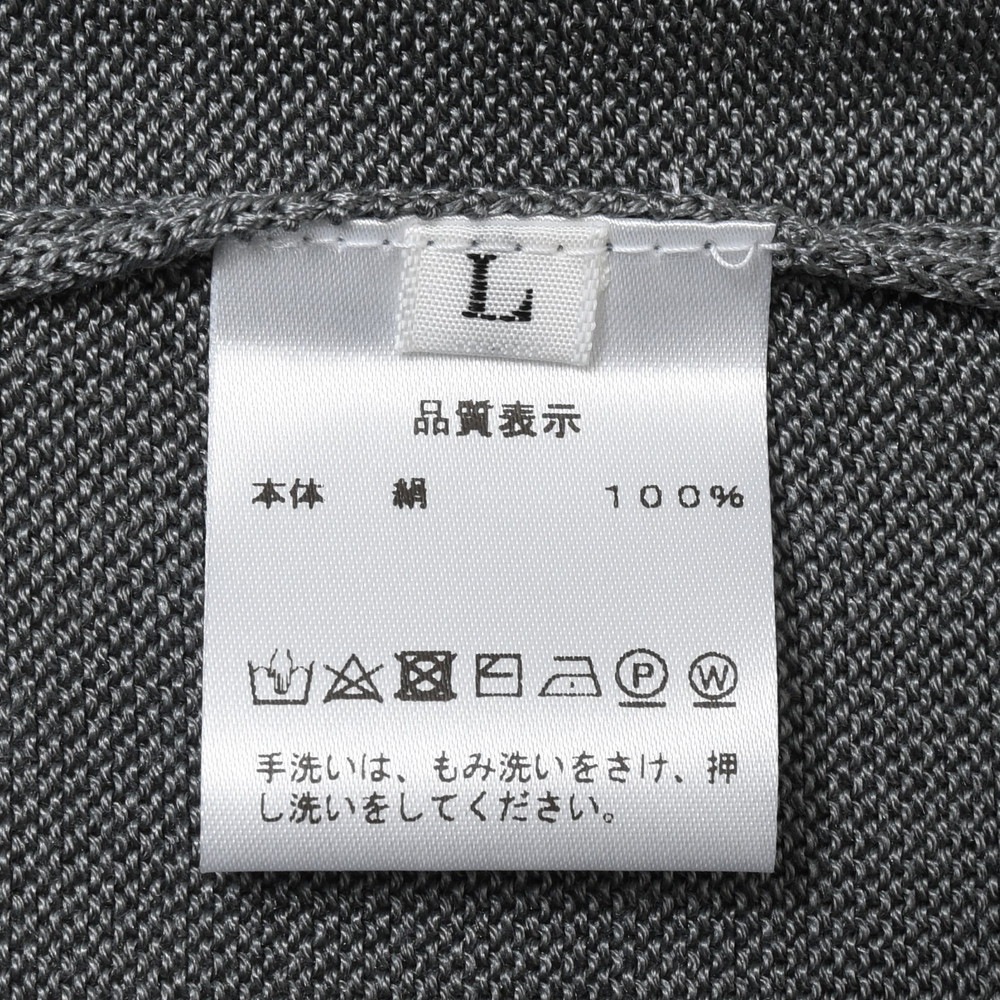 L
品質表示
本体 絹 １００％
P W
手洗いは、もみ洗いをさけ、押
し洗いをしてください。